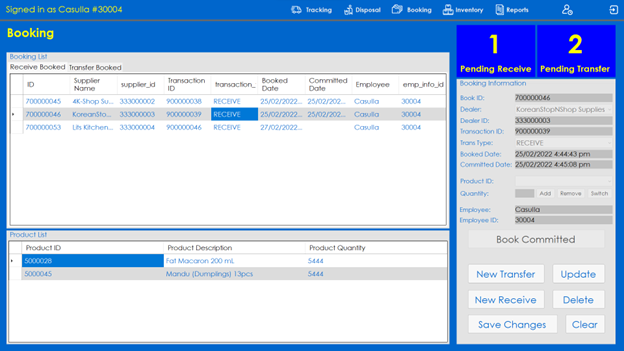 Signed in as Casulla #30004
Tracking Disposal Booking Inventory Reports
Booking
1 Pending Receive
2 Pending Transfer
Booking List
Receive Booked Transfer Booked
ID Supplier Name supplier_id Transaction ID transaction_ Booked Date Committed Date Employee emp_info_id
700000045 4K-Shop Su... 333000002 900000038 RECEIVE 25/02/2022... 25/02/202... Casulla 30004
700000046 KoreanSto... 333000003 900000039 RECEIVE 25/02/2022... 25/02/202... Casulla 30004
700000053 Lits Kitchen... 333000004 900000046 RECEIVE 27/02/2022... Casulla 30004
Product List
Product ID Product Description Product Quantity
5000028 Fat Macaron 200 mL 5444
5000045 Mandu (Dumplings) 13pcs 5444
Booking Information
Book ID: 700000046
Dealer: KoreanStopNShop Supplies
Dealer ID: 333000003
Transaction ID: 900000039
Trans Type: RECEIVE
Booked Date: 25/02/2022 4:44:43 pm
Committed Date: 25/02/2022 4:45:08 pm
Product ID:
Quantity: Add Remove Switch
Employee: Casulla
Employee ID: 30004
Book Committed
New Transfer Update
New Receive Delete
Save Changes Clear